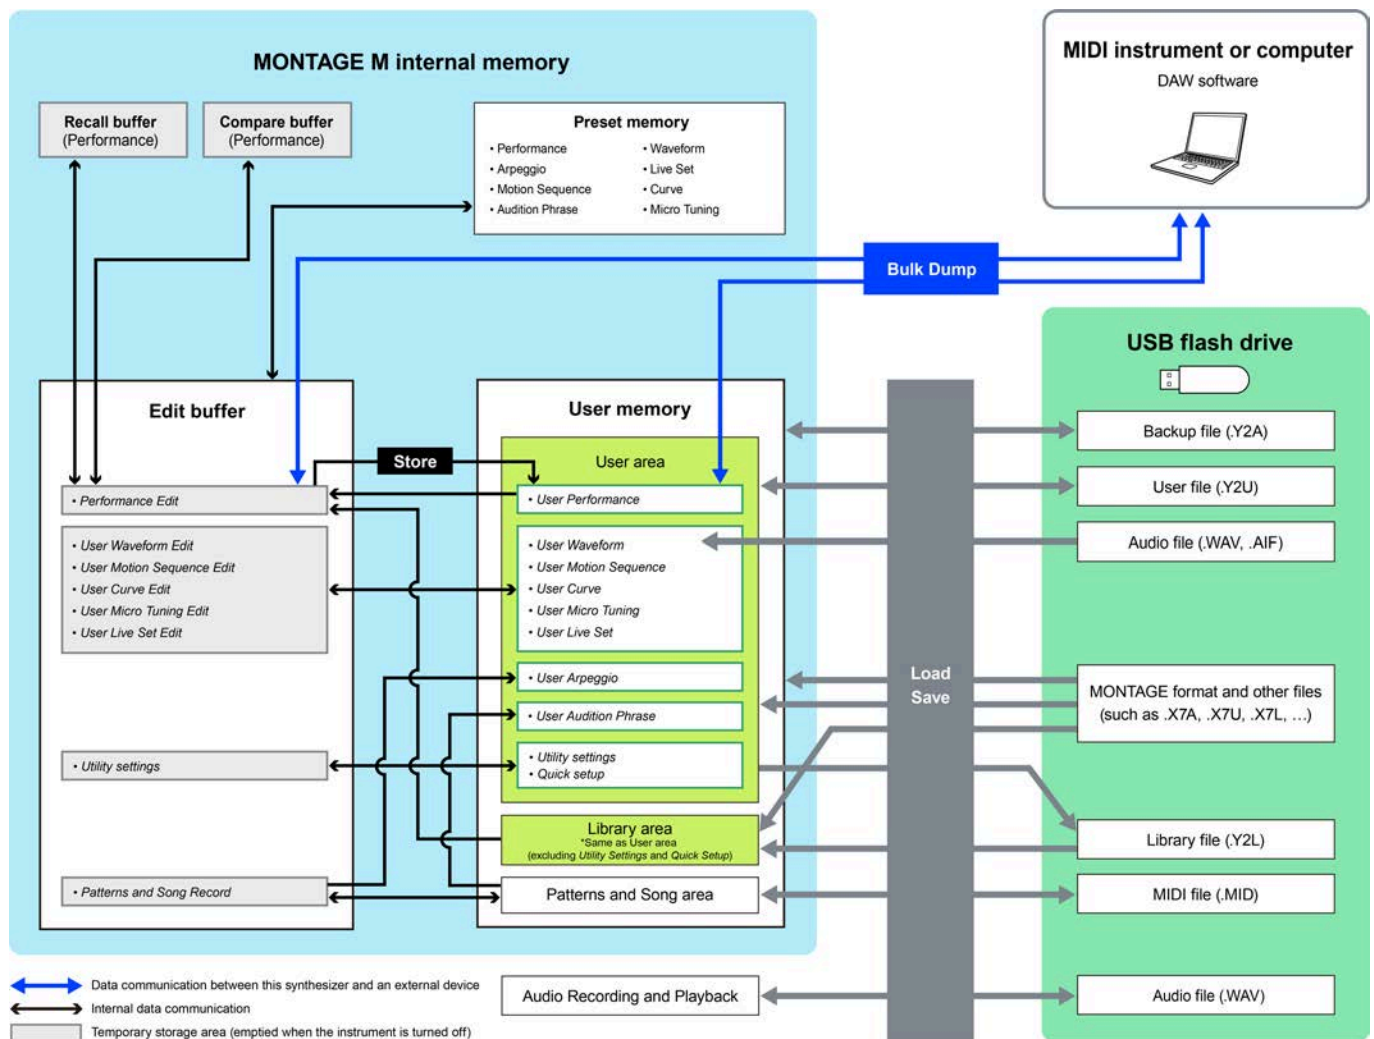 MONTAGE M internal memory
Recall buffer
(Performance)
Compare buffer
(Performance)
Preset memory
• Performance
• Arpeggio
• Motion Sequence
• Audition Phrase
• Waveform
• Live Set
• Curve
• Micro Tuning
MIDI instrument or computer
DAW software
Bulk Dump
USB flash drive
Edit buffer
• Performance Edit
• User Waveform Edit
• User Motion Sequence Edit
• User Curve Edit
• User Micro Tuning Edit
• User Live Set Edit
• Utility settings
• Patterns and Song Record
Store
User memory
User area
• User Performance
• User Waveform
• User Motion Sequence
• User Curve
• User Micro Tuning
• User Live Set
• User Arpeggio
• User Audition Phrase
• Utility settings
• Quick setup
Library area
*Same as User area
(excluding Utility Settings and Quick Setup)
Patterns and Song area
Audio Recording and Playback
Load
Save
Backup file (.Y2A)
User file (.Y2U)
Audio file (.WAV, .AIF)
MONTAGE format and other files
(such as .X7A, .X7U, .X7L, …)
Library file (.Y2L)
MIDI file (.MID)
Audio file (.WAV)
Data communication between this synthesizer and an external device
Internal data communication
Temporary storage area (emptied when the instrument is turned off)